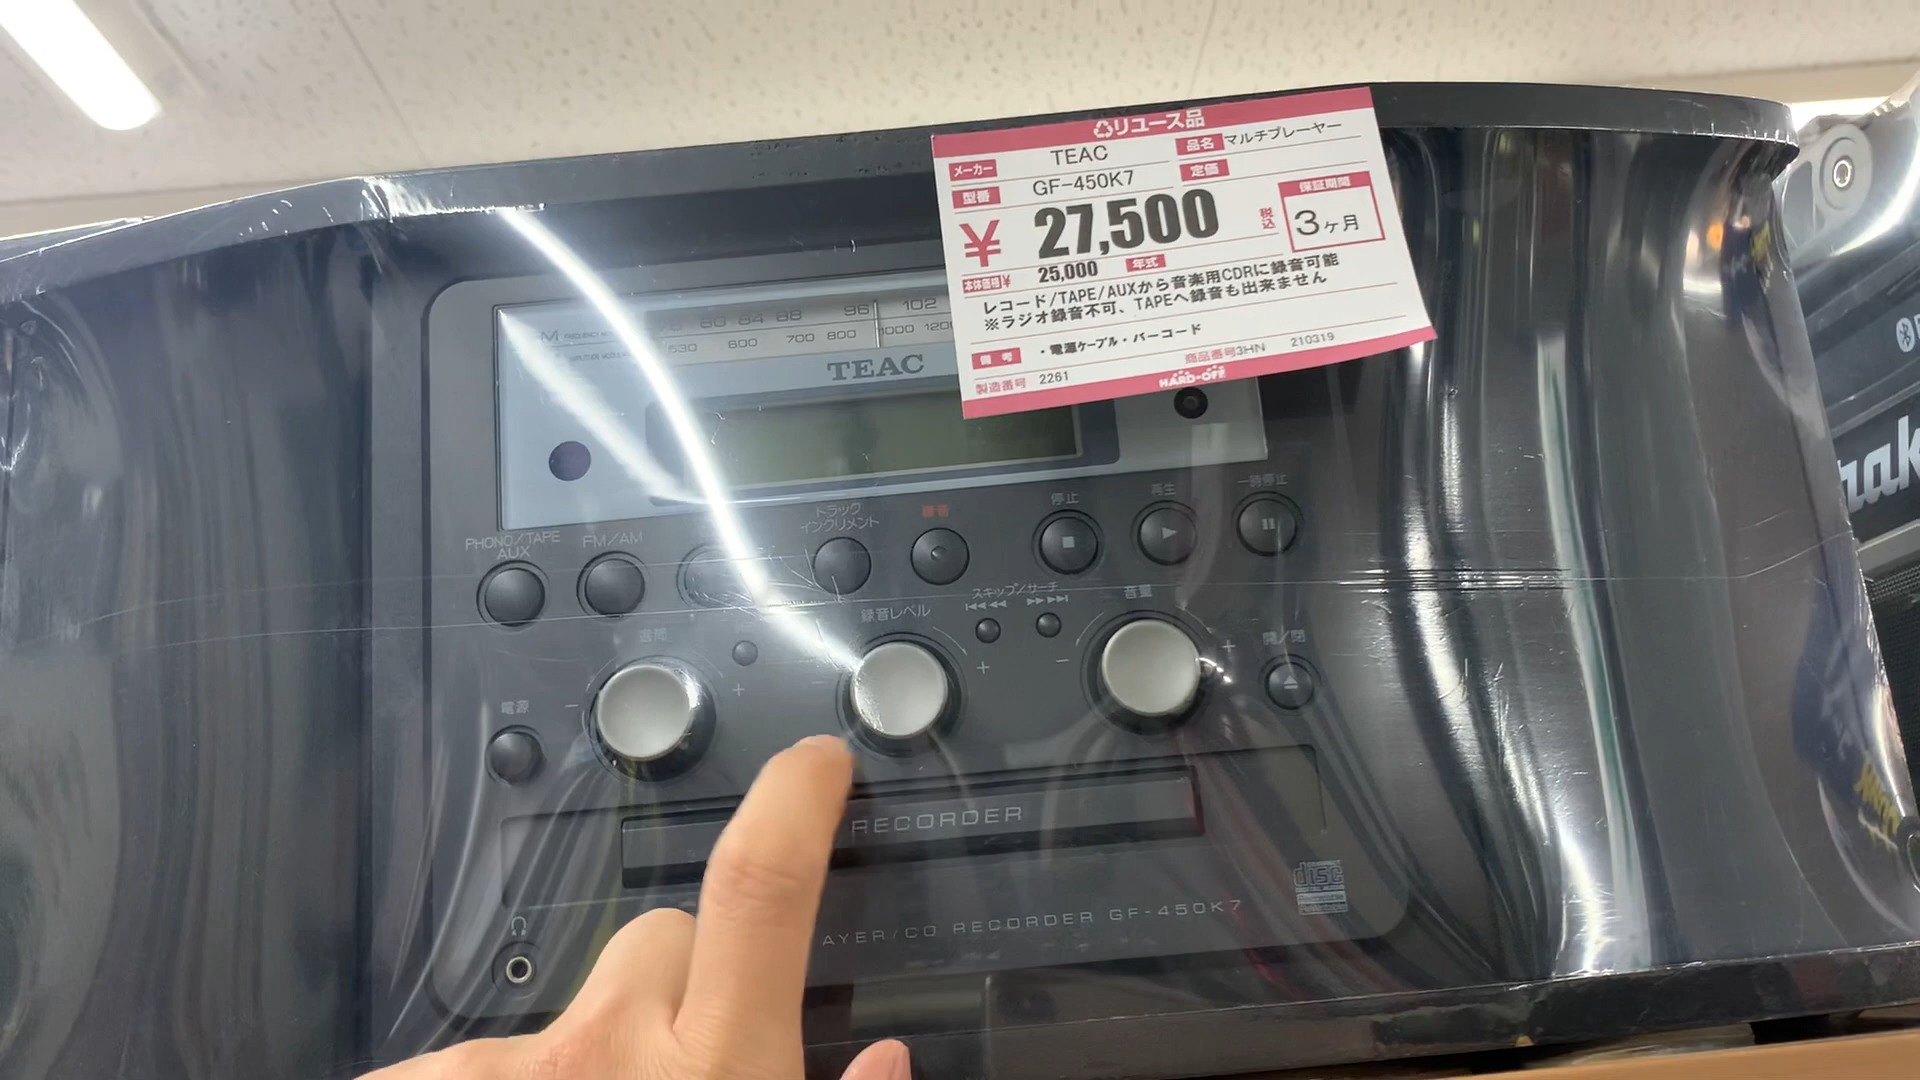 リユース品
メーカー TEAC 品名 マルチプレーヤー
型番 GF-450K7 定価
¥ 27,500 税込 保証期間 3ヶ月
本体価格¥ 25,000 年式
レコード/TAPE/AUXから音楽用CDRに録音可能
※ラジオ録音不可、TAPEへ録音も出来ません
備考 ・電源ケーブル・バーコード
製造番号 2261 商品番号3HN 210319
HARD・OFF
80 84 88 96 102
530 600 700 800 1000 1200
TEAC
PHONO/TAPE
AUX
FM/AM
トラック
インクリメント
録音
停止
再生
一時停止
録音レベル
スキップ/サーチ
音量
開/閉
選局
電源
RECORDER
AYER/CD RECORDER GF-450K7
COMPACT
disc
DIGITAL AUDIO